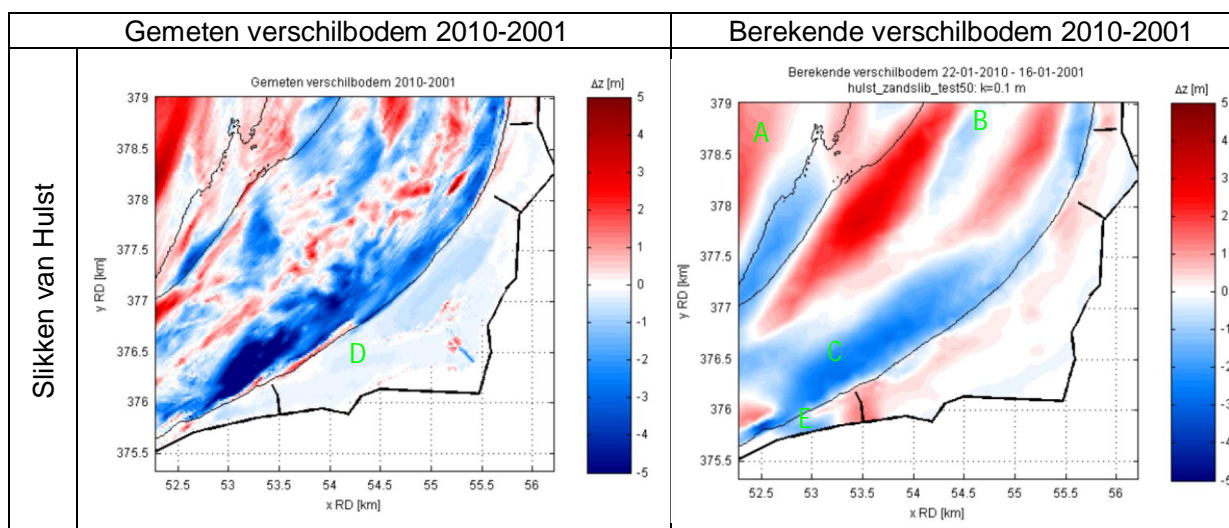 Gemeten verschilbodem 2010-2001
Berekende verschilbodem 2010-2001
Slikken van Hulst
Gemeten verschilbodem 2010-2001
Δz [m]
379
378.5
378
377.5
377
376.5
376
375.5
y RD [km]
52.5 53 53.5 54 54.5 55 55.5 56
x RD [km]
5
4
3
2
1
0
-1
-2
-3
-4
-5
D
Berekende verschilbodem 22-01-2010 - 16-01-2001
hulst_zandslib_test50: k=0.1 m
Δz [m]
379
378.5
378
377.5
377
376.5
376
375.5
y RD [km]
52.5 53 53.5 54 54.5 55 55.5 56
x RD [km]
5
4
3
2
1
0
-1
-2
-3
-4
-5
A
B
C
E